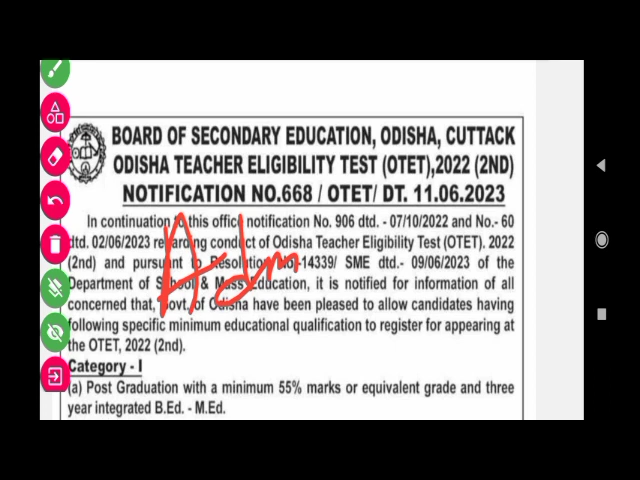 BOARD OF SECONDARY EDUCATION, ODISHA, CUTTACK
ODISHA TEACHER ELIGIBILITY TEST (OTET),2022 (2ND)
NOTIFICATION NO.668 / OTET/ DT. 11.06.2023
In continuation to this office notification No. 906 dtd. - 07/10/2022 and No.- 60
dtd. 02/06/2023 regarding conduct of Odisha Teacher Eligibility Test (OTET). 2022
(2nd) and pursuant to Resolution No.-14339/ SME dtd.- 09/06/2023 of the
Department of School & Mass Education, it is notified for information of all
concerned that, Govt. of Odisha have been pleased to allow candidates having
following specific minimum educational qualification to register for appearing at
the OTET, 2022 (2nd).
Category - I
(a) Post Graduation with a minimum 55% marks or equivalent grade and three
year integrated B.Ed. - M.Ed.
Adm